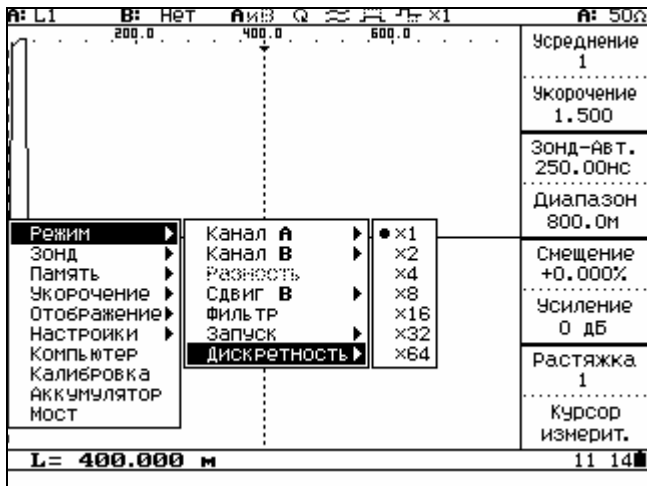 A: L1 B: Нет АиВ ×1 A: 50Ω
200.0 400.0 600.0
Усреднение
1
Укорочение
1.500
Зонд-Авт.
250.00нс
Диапазон
800.0м
Смещение
+0.000%
Усиление
0 дБ
Растяжка
1
Курсор
измерит.
Режим
Зонд
Память
Укорочение
Отображение
Настройки
Компьютер
Калибровка
Аккумулятор
Мост
Канал А
Канал В
Разность
Сдвиг В
Фильтр
Запуск
Дискретность
×1
×2
×4
×8
×16
×32
×64
L= 400.000 м 11 14